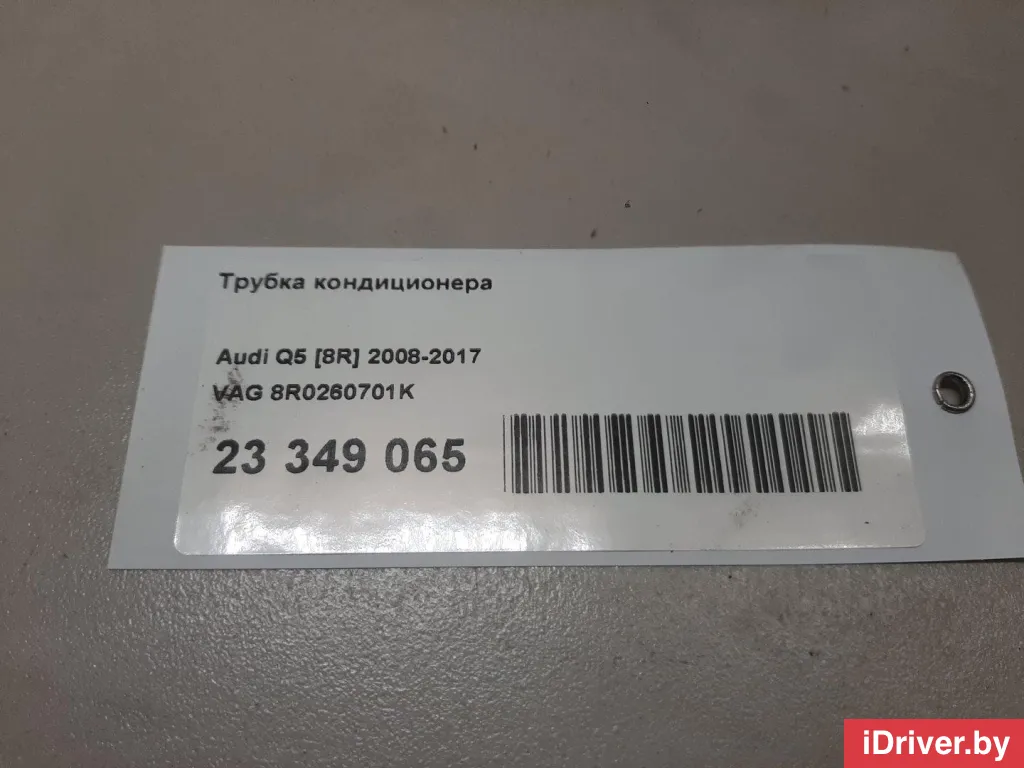 Трубка кондиционера
Audi Q5 [8R] 2008-2017
VAG 8R0260701K
23 349 065
iDriver.by